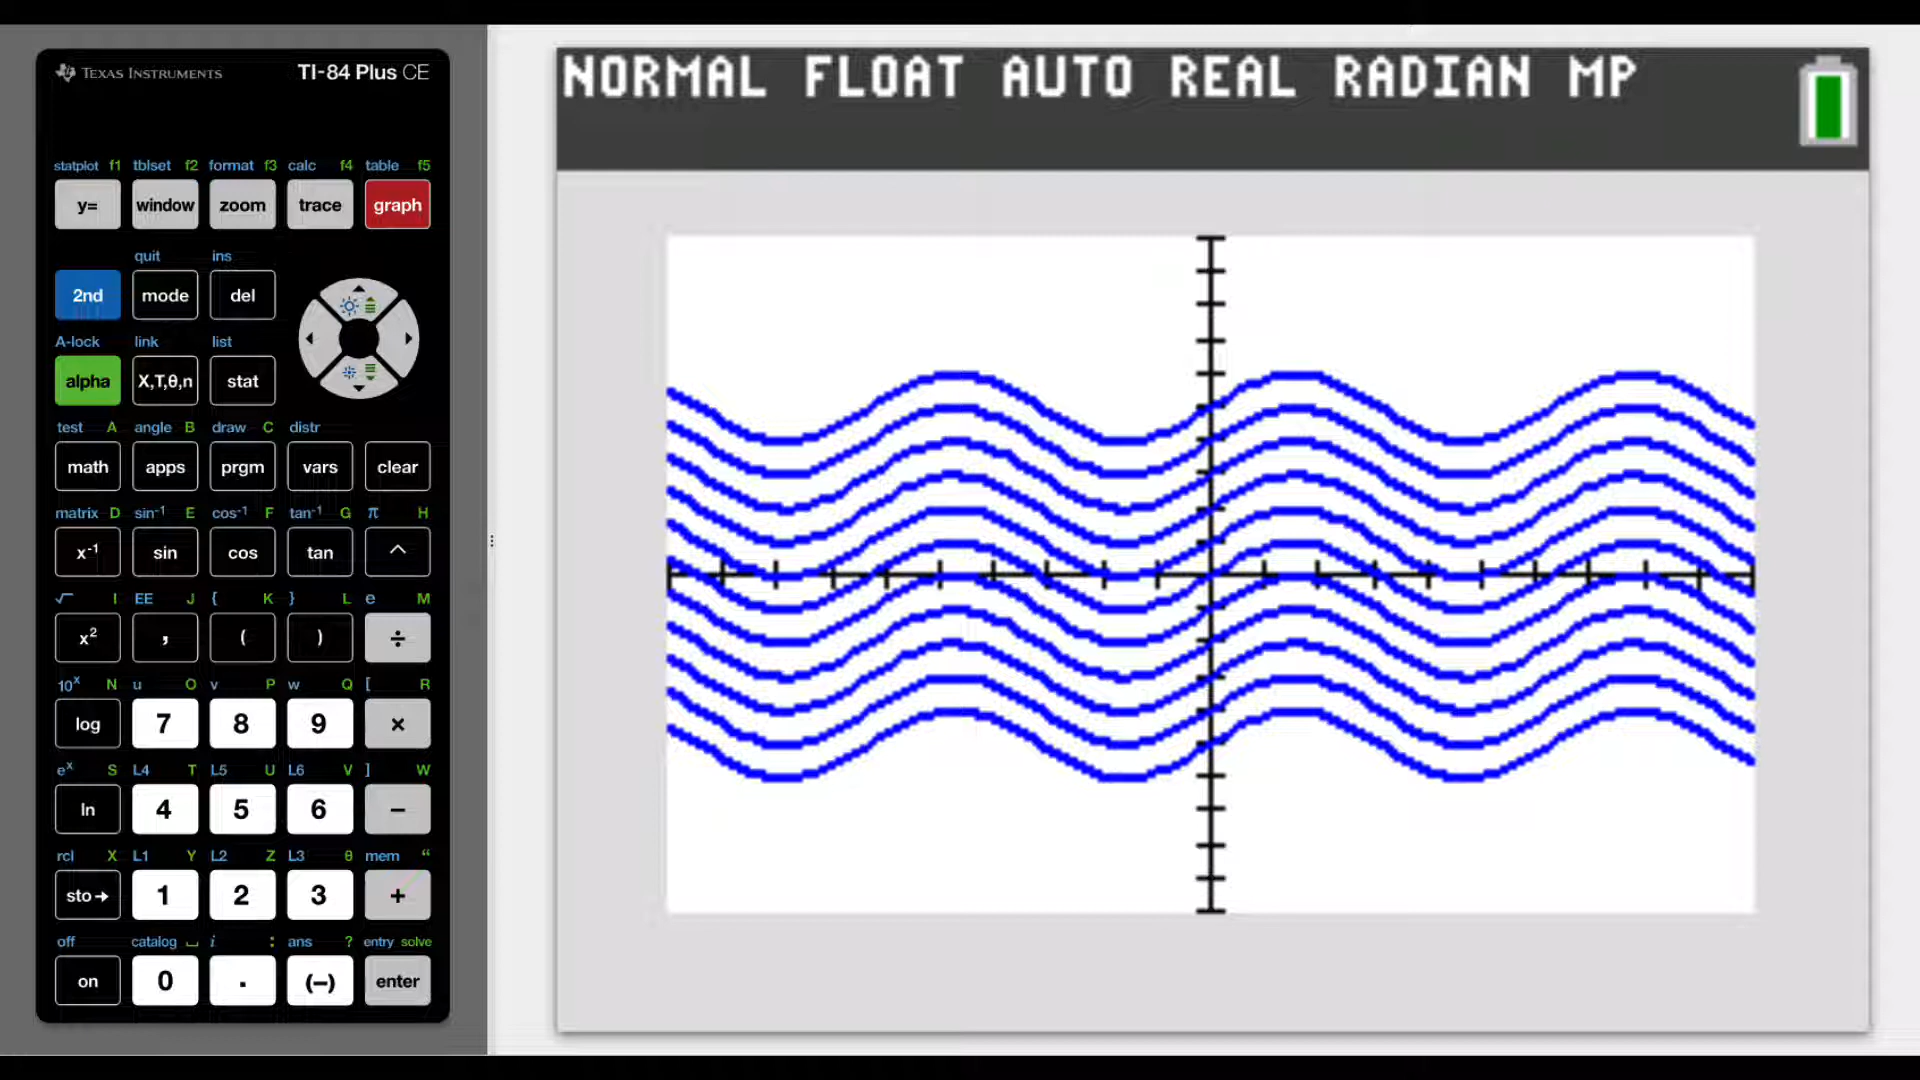 NORMAL FLOAT AUTO REAL RADIAN MP
TEXAS INSTRUMENTS TI-84 Plus CE
statplot f1 tblset f2 format f3 calc f4 table f5
y= window zoom trace graph
quit ins
2nd mode del
A-lock link list
alpha X,T,θ,n stat
test A angle B draw C distr
math apps prgm vars clear
matrix D sin⁻¹ E cos⁻¹ F tan⁻¹ G π H
x⁻¹ sin cos tan ^
√ I EE J { K } L e M
x² , ( ) ÷
10ˣ N u O v P w Q [ R
log 7 8 9 ×
eˣ S L4 T L5 U L6 V ] W
ln 4 5 6 −
rcl X L1 Y L2 Z L3 θ mem “
sto→ 1 2 3 +
off catalog ⎵ i : ans ? entry solve
on 0 . (−) enter